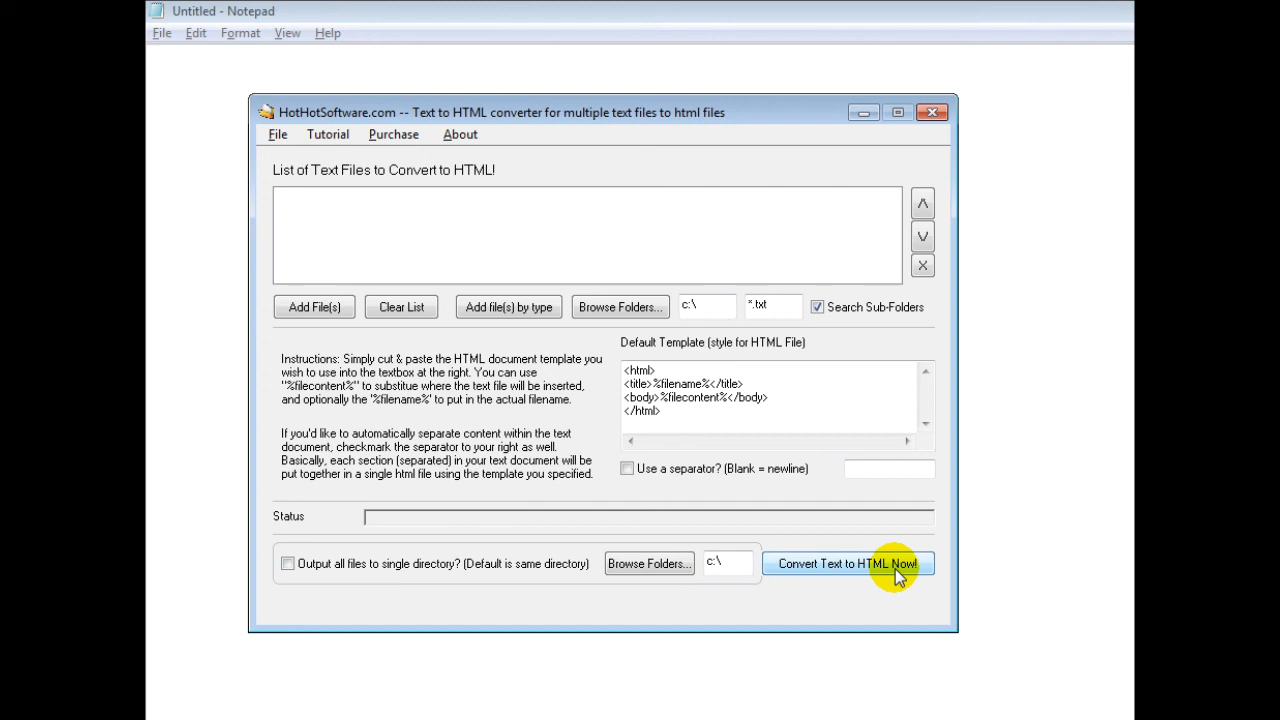 Untitled - Notepad
File Edit Format View Help
HotHotSoftware.com -- Text to HTML converter for multiple text files to html files
File Tutorial Purchase About
List of Text Files to Convert to HTML!
Λ
V
X
Add File(s) Clear List Add file(s) by type Browse Folders... c:\ *.txt Search Sub-Folders
Default Template (style for HTML File)
Instructions: Simply cut & paste the HTML document template you
wish to use into the textbox at the right. You can use
"%filecontent%" to substitue where the text file will be inserted,
and optionally the '%filename%' to put in the actual filename.
If you'd like to automatically separate content within the text
document, checkmark the separator to your right as well.
Basically, each section (separated) in your text document will be
put together in a single html file using the template you specified.
<html>
<title>%filename%</title>
<body>%filecontent%</body>
</html>
Use a separator? (Blank = newline)
Status
Output all files to single directory? (Default is same directory) Browse Folders... c:\ Convert Text to HTML Now!